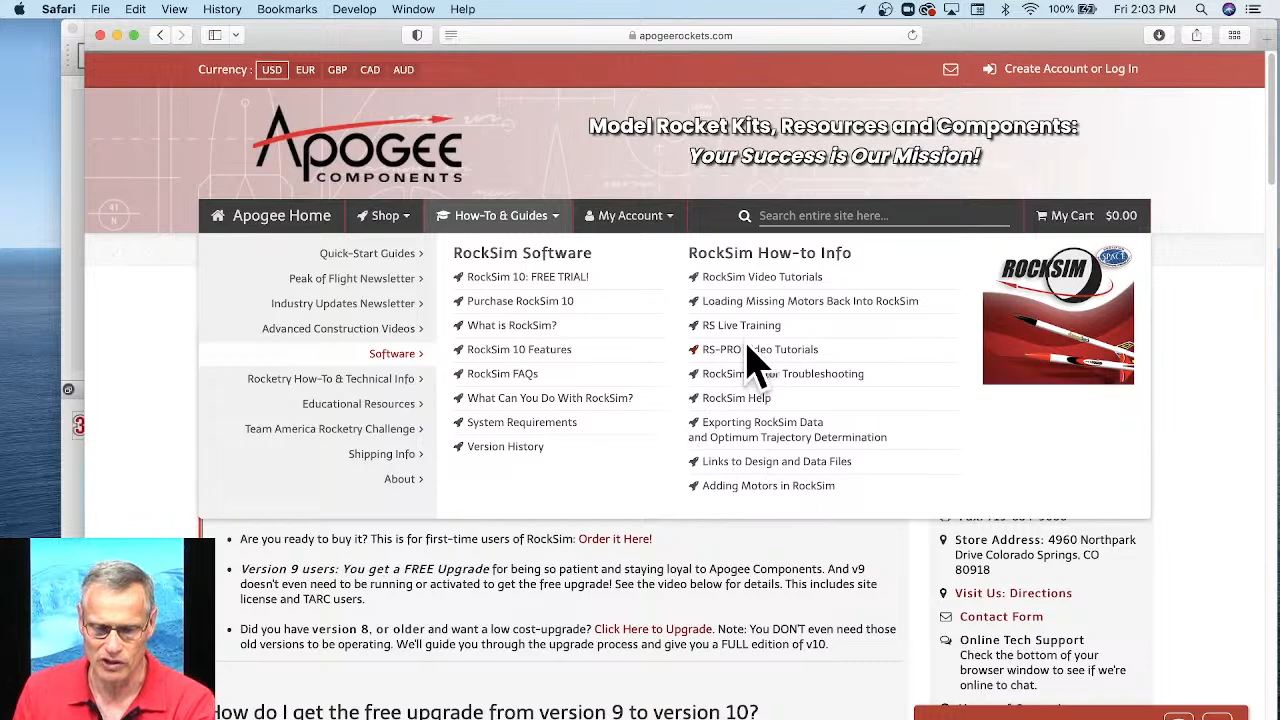 Safari File Edit View History Bookmarks Develop Window Help 100% Fri 2:03 PM
apogeerockets.com
Currency : USD EUR GBP CAD AUD
Create Account or Log In
APOGEE
COMPONENTS
Model Rocket Kits, Resources and Components:
Your Success is Our Mission!
Apogee Home Shop How-To & Guides My Account Search entire site here... My Cart $0.00
Quick-Start Guides
Peak of Flight Newsletter
Industry Updates Newsletter
Advanced Construction Videos
Software
Rocketry How-To & Technical Info
Educational Resources
Team America Rocketry Challenge
Shipping Info
About
RockSim Software
RockSim 10: FREE TRIAL!
Purchase RockSim 10
What is RockSim?
RockSim 10 Features
RockSim FAQs
What Can You Do With RockSim?
System Requirements
Version History
RockSim How-to Info
RockSim Video Tutorials
Loading Missing Motors Back Into RockSim
RS Live Training
RS-PRO Video Tutorials
RockSim Troubleshooting
RockSim Help
Exporting RockSim Data
and Optimum Trajectory Determination
Links to Design and Data Files
Adding Motors in RockSim
ROCKSIM
SPACE
Are you ready to buy it? This is for first-time users of RockSim: Order it Here!
Version 9 users: You get a FREE Upgrade for being so patient and staying loyal to Apogee Components. And v9
doesn't even need to be running or activated to get the free upgrade! See the video below for details. This includes site
license and TARC users.
Did you have version 8, or older and want a low cost-upgrade? Click Here to Upgrade. Note: You DON'T even need those
old versions to be operating. We'll guide you through the upgrade process and give you a FULL edition of v10.
How do I get the free upgrade from version 9 to version 10?
Store Address: 4960 Northpark
Drive Colorado Springs, CO
80918
Visit Us: Directions
Contact Form
Online Tech Support
Check the bottom of your
browser window to see if we're
online to chat.